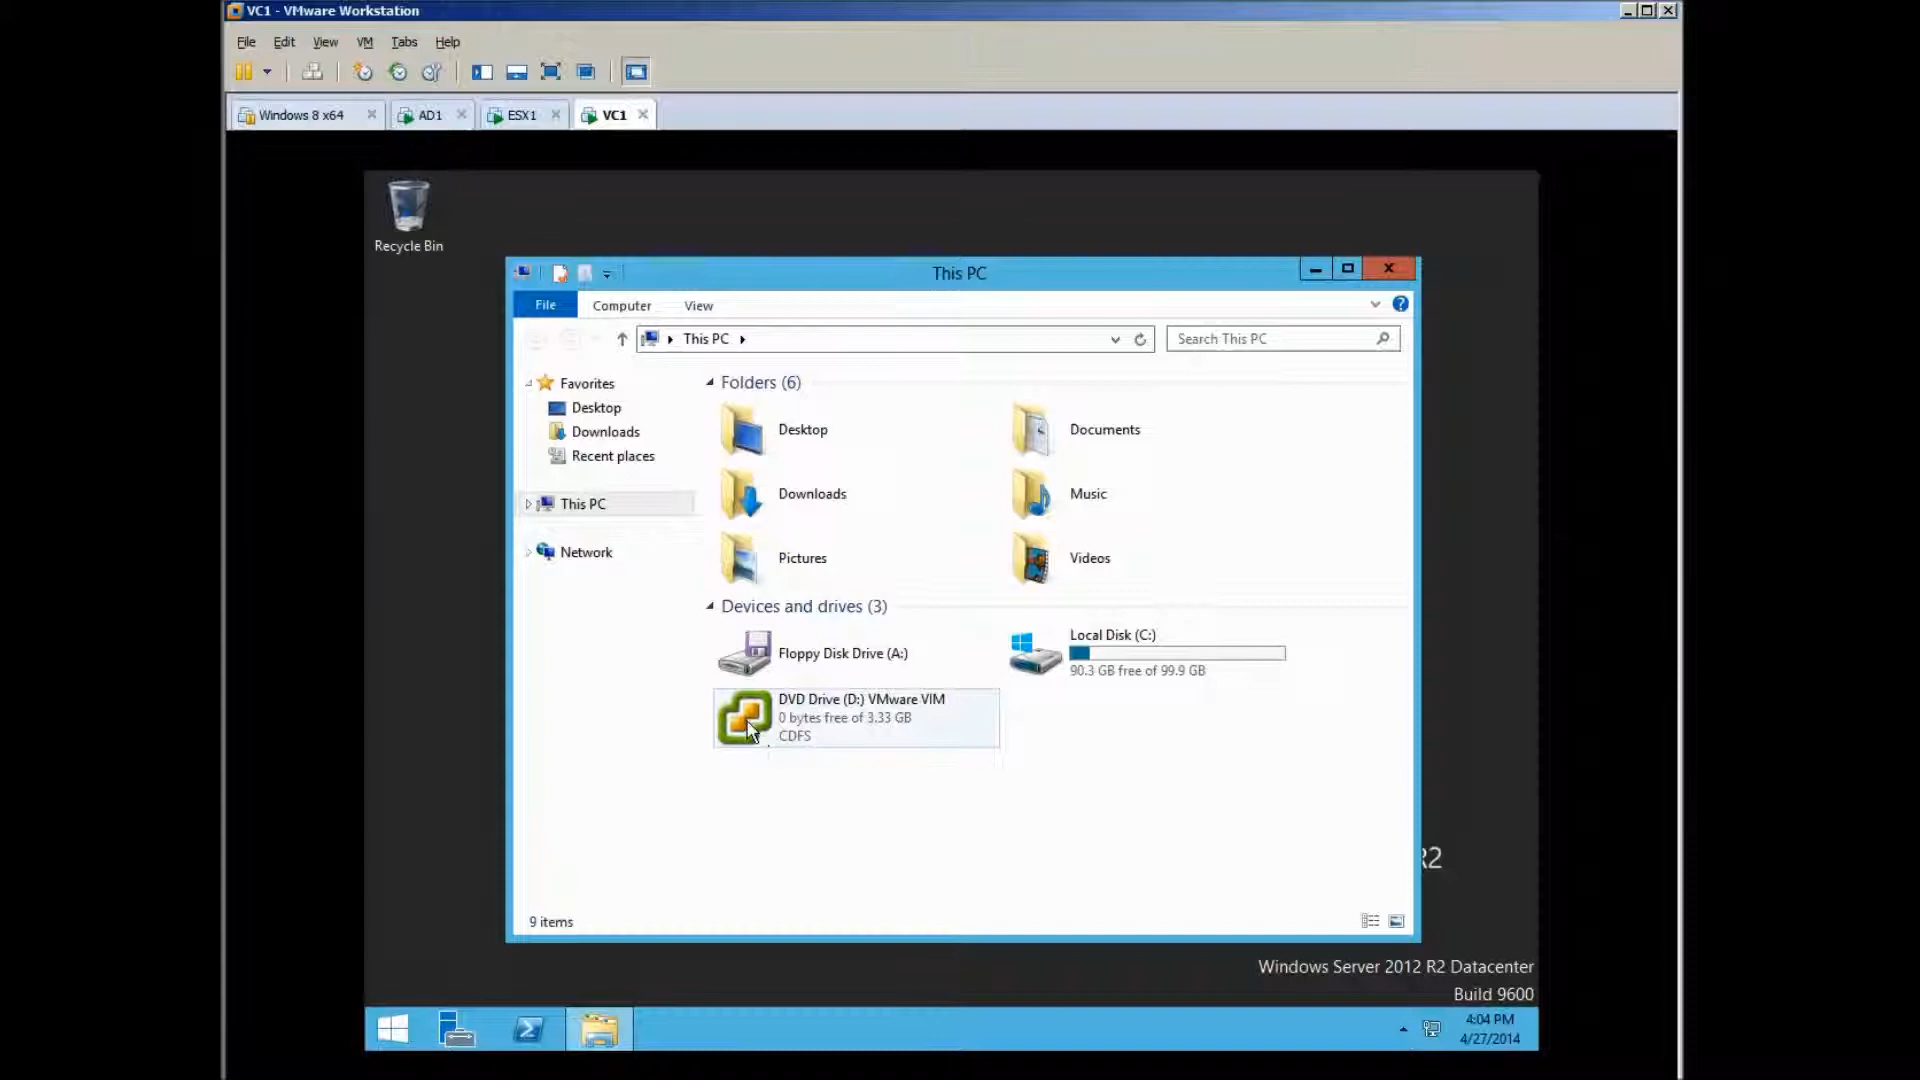 VC1 - VMware Workstation
File Edit View VM Tabs Help
Windows 8 x64 AD1 ESX1 VC1
Recycle Bin
This PC
File Computer View
This PC
Search This PC
Favorites
Desktop
Downloads
Recent places
This PC
Network
Folders (6)
Desktop
Documents
Downloads
Music
Pictures
Videos
Devices and drives (3)
Floppy Disk Drive (A:)
Local Disk (C:)
90.3 GB free of 99.9 GB
DVD Drive (D:) VMware VIM
0 bytes free of 3.33 GB
CDFS
9 items
R2
Windows Server 2012 R2 Datacenter
Build 9600
4:04 PM
4/27/2014